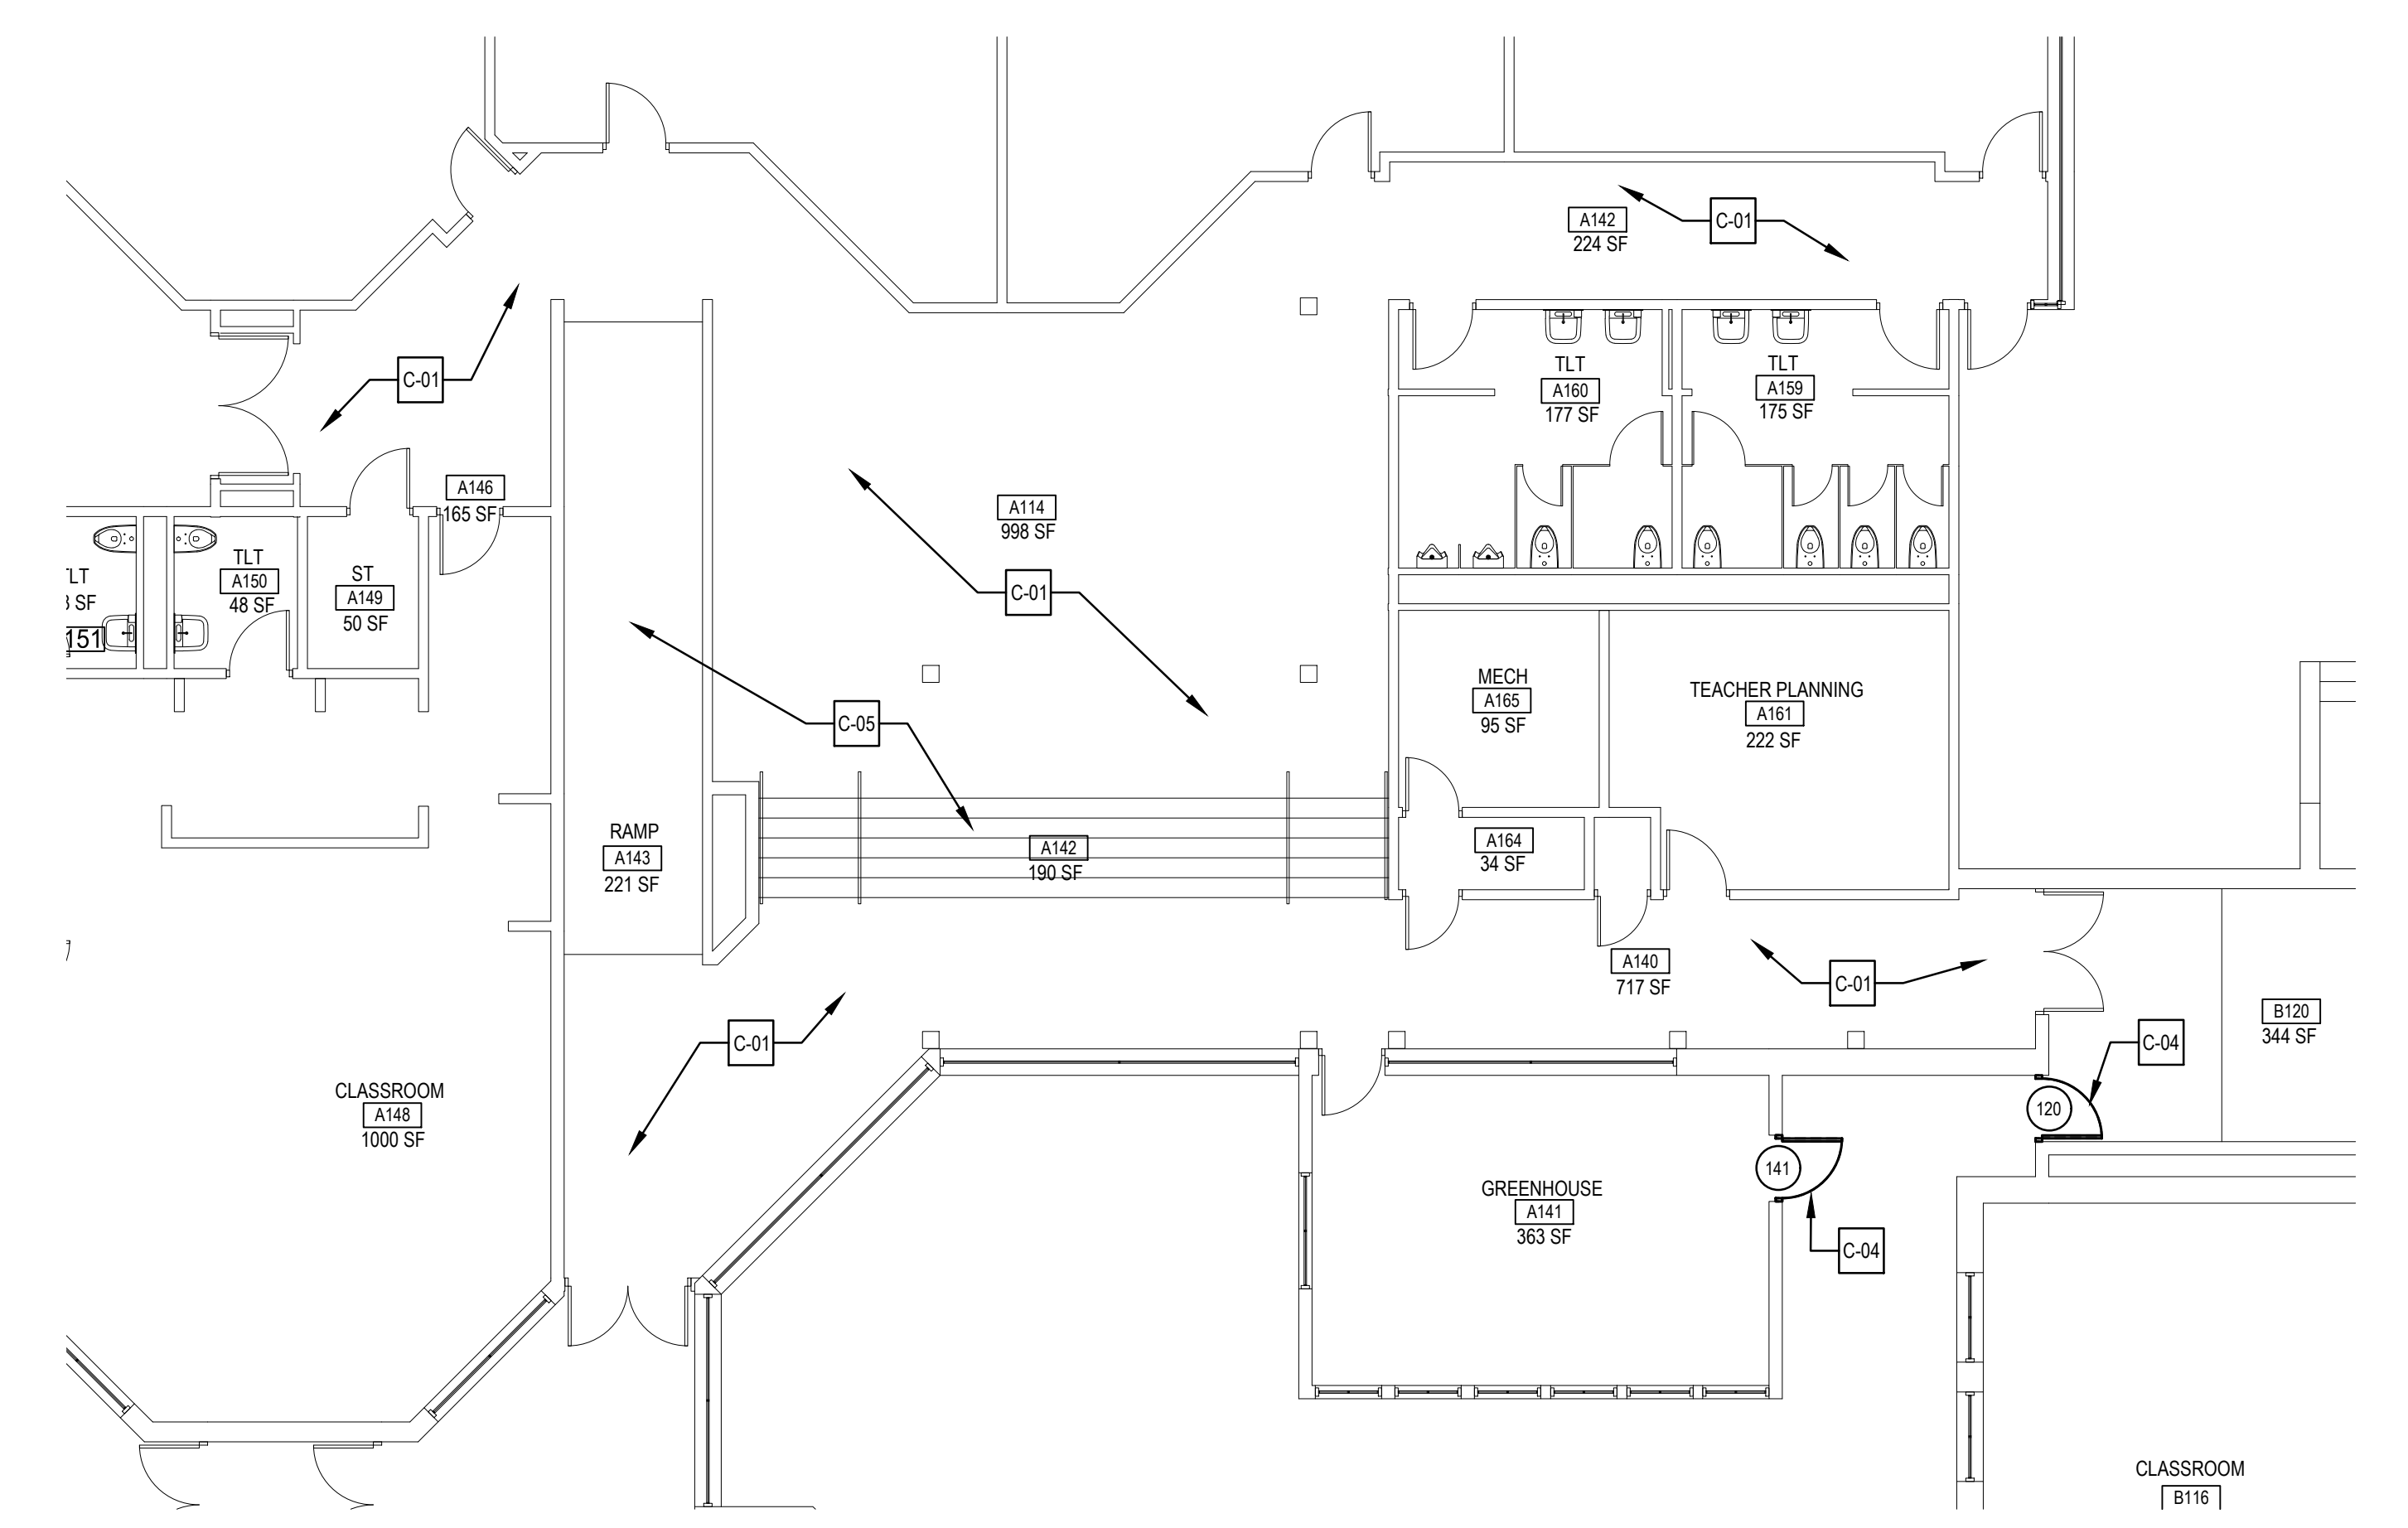 A142
224 SF
C-01
C-01
TLT
A160
177 SF
TLT
A159
175 SF
A146
165 SF
A114
998 SF
C-01
TLT
A150
48 SF
ST
A149
50 SF
SF
151
C-05
MECH
A165
95 SF
TEACHER PLANNING
A161
222 SF
RAMP
A143
221 SF
A142
190 SF
A164
34 SF
A140
717 SF
C-01
B120
344 SF
C-01
C-04
120
CLASSROOM
A148
1000 SF
141
GREENHOUSE
A141
363 SF
C-04
CLASSROOM
B116